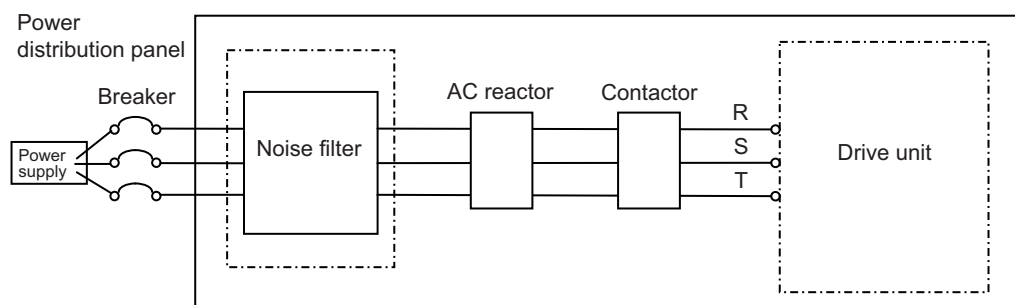 Power
distribution panel
Breaker
Power
supply
Noise filter
AC reactor
Contactor
R
S
T
Drive unit